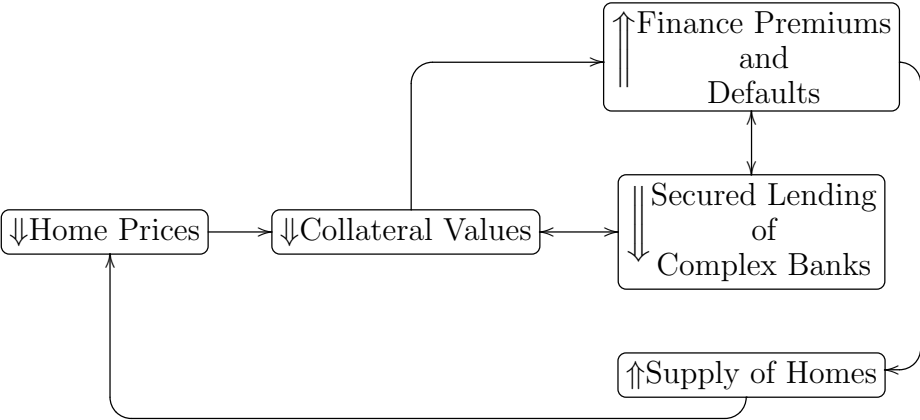 ⇑Finance Premiums
and
Defaults
⇓Secured Lending
of
Complex Banks
⇓Home Prices
⇓Collateral Values
⇑Supply of Homes